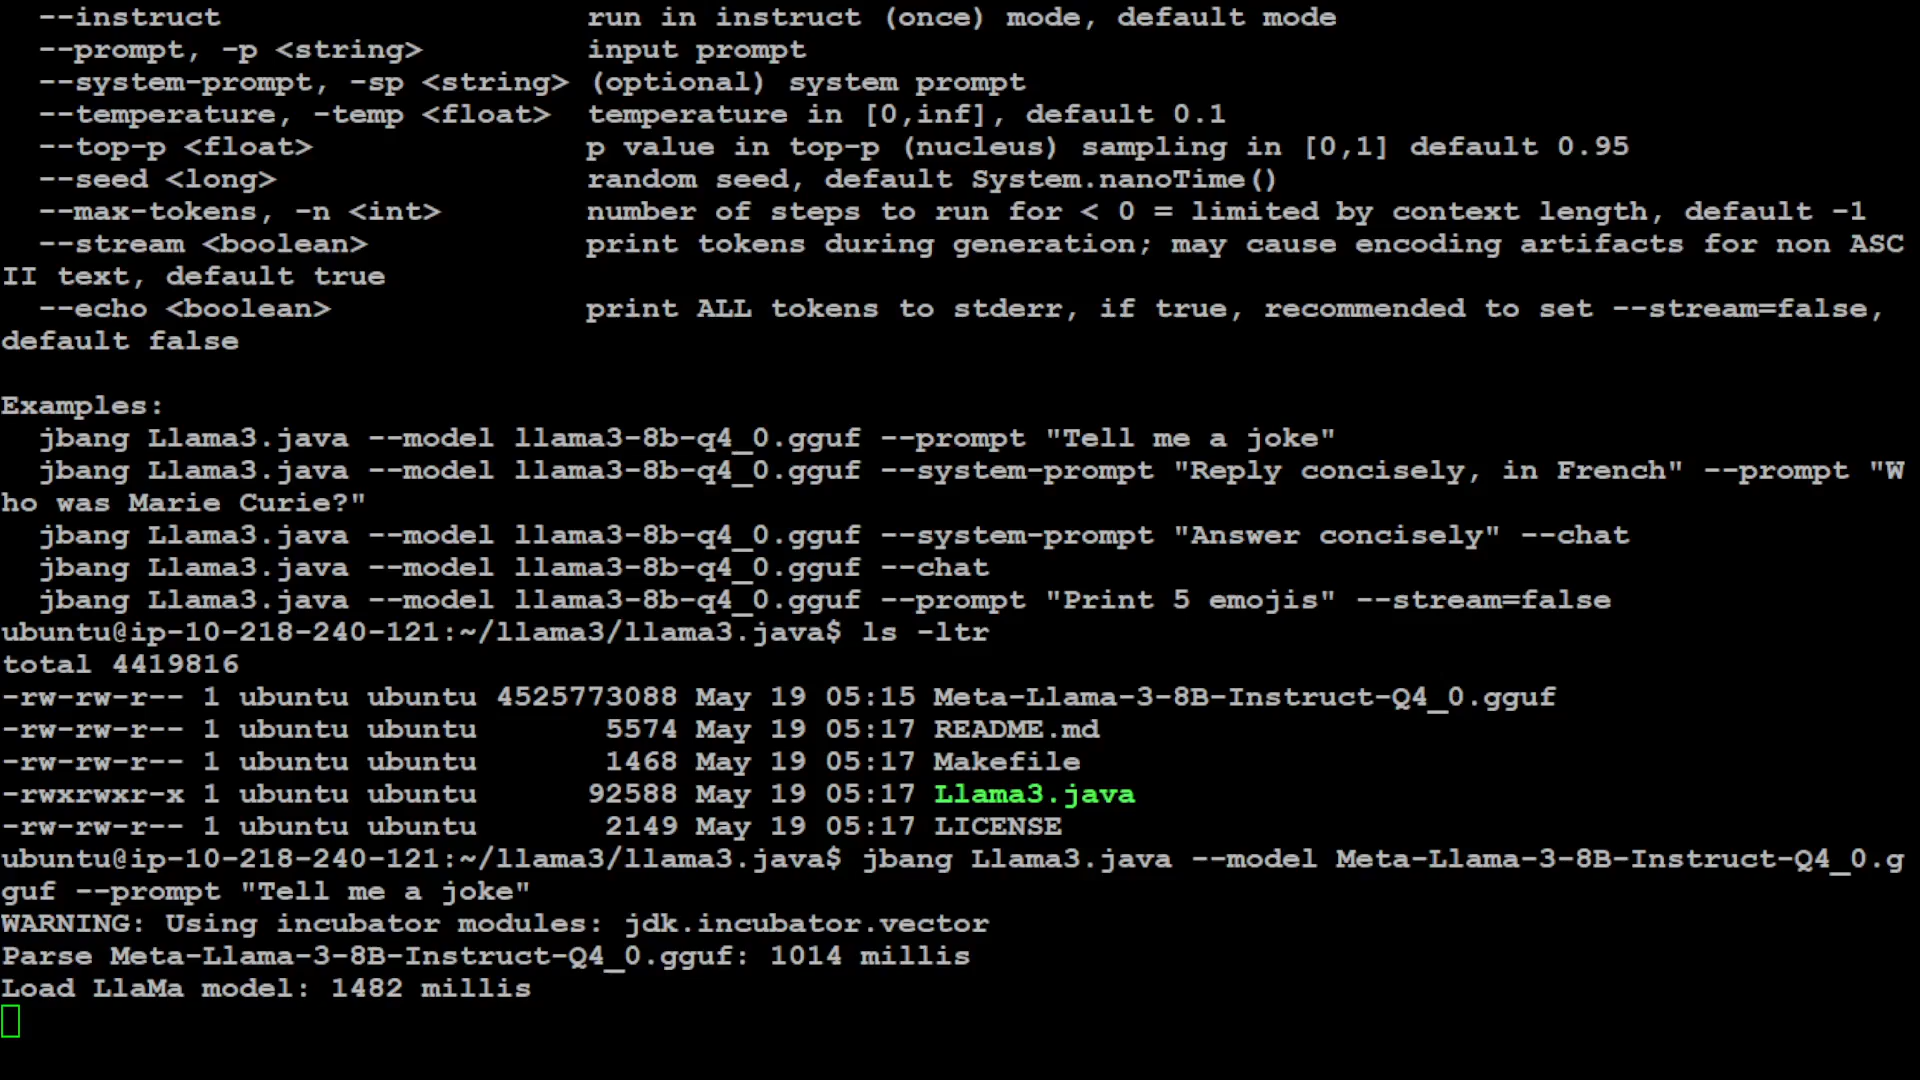 --instruct                    run in instruct (once) mode, default mode
  --prompt, -p <string>         input prompt
  --system-prompt, -sp <string> (optional) system prompt
  --temperature, -temp <float>  temperature in [0,inf], default 0.1
  --top-p <float>               p value in top-p (nucleus) sampling in [0,1] default 0.95
  --seed <long>                 random seed, default System.nanoTime()
  --max-tokens, -n <int>        number of steps to run for < 0 = limited by context length, default -1
  --stream <boolean>            print tokens during generation; may cause encoding artifacts for non ASC
II text, default true
  --echo <boolean>              print ALL tokens to stderr, if true, recommended to set --stream=false,
default false

Examples:
  jbang Llama3.java --model llama3-8b-q4_0.gguf --prompt "Tell me a joke"
  jbang Llama3.java --model llama3-8b-q4_0.gguf --system-prompt "Reply concisely, in French" --prompt "W
ho was Marie Curie?"
  jbang Llama3.java --model llama3-8b-q4_0.gguf --system-prompt "Answer concisely" --chat
  jbang Llama3.java --model llama3-8b-q4_0.gguf --chat
  jbang Llama3.java --model llama3-8b-q4_0.gguf --prompt "Print 5 emojis" --stream=false
ubuntu@ip-10-218-240-121:~/llama3/llama3.java$ ls -ltr
total 4419816
-rw-rw-r-- 1 ubuntu ubuntu 4525773088 May 19 05:15 Meta-Llama-3-8B-Instruct-Q4_0.gguf
-rw-rw-r-- 1 ubuntu ubuntu       5574 May 19 05:17 README.md
-rw-rw-r-- 1 ubuntu ubuntu       1468 May 19 05:17 Makefile
-rwxrwxr-x 1 ubuntu ubuntu      92588 May 19 05:17 Llama3.java
-rw-rw-r-- 1 ubuntu ubuntu       2149 May 19 05:17 LICENSE
ubuntu@ip-10-218-240-121:~/llama3/llama3.java$ jbang Llama3.java --model Meta-Llama-3-8B-Instruct-Q4_0.g
guf --prompt "Tell me a joke"
WARNING: Using incubator modules: jdk.incubator.vector
Parse Meta-Llama-3-8B-Instruct-Q4_0.gguf: 1014 millis
Load LlaMa model: 1482 millis